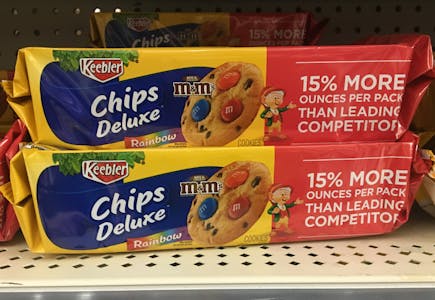 Chips Deluxe
15% MORE
Keebler
Chips
Deluxe
Rainbow
m&m's
m
COOKIES
15% MORE
OUNCES PER PACK
THAN LEADING
COMPETITOR
Keebler
Chips
Deluxe
Rainbow
m&m's
m
COOKIES
15% MORE
OUNCES PER PACK
THAN LEADING
COMPETITOR